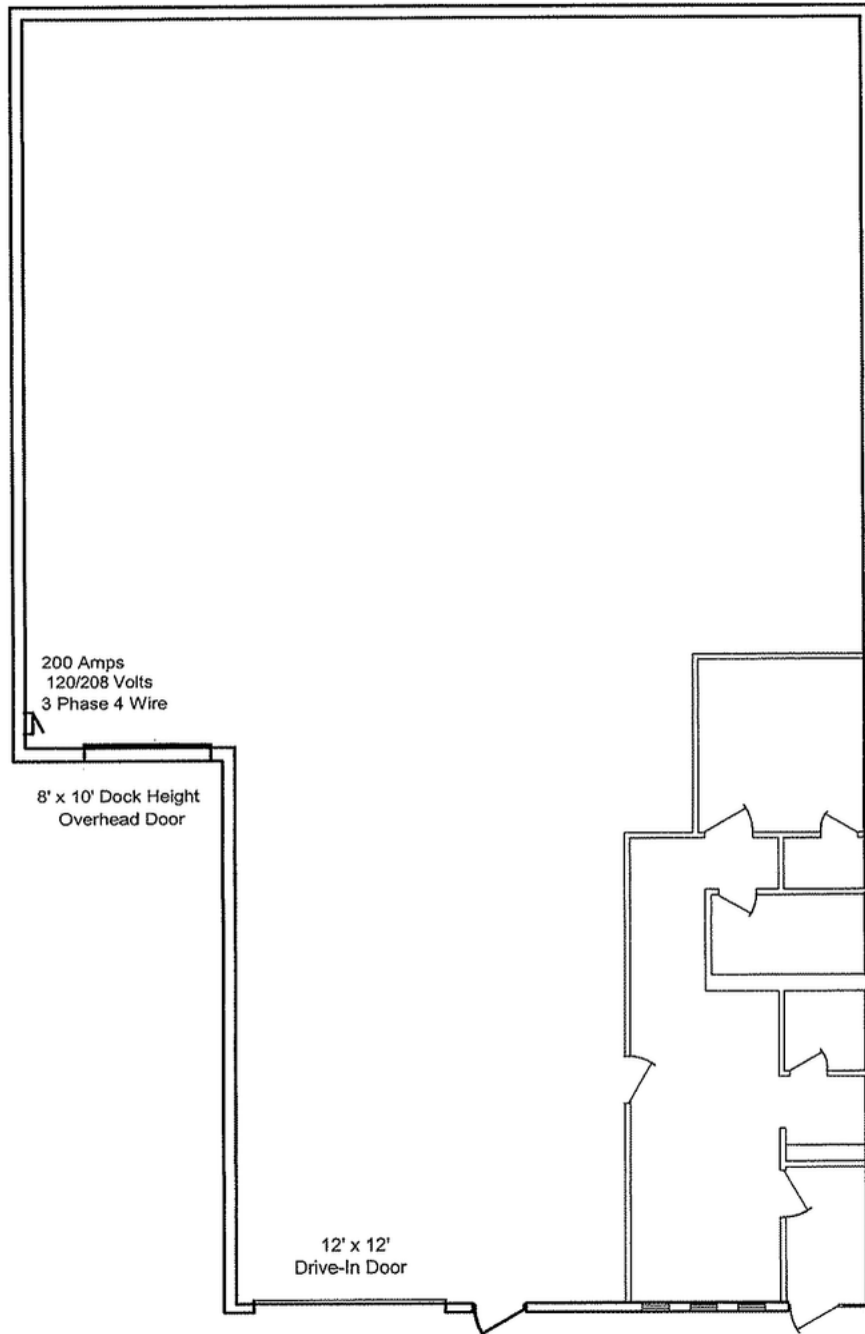 200 Amps
120/208 Volts
3 Phase 4 Wire
8' x 10' Dock Height
Overhead Door
12' x 12'
Drive-In Door